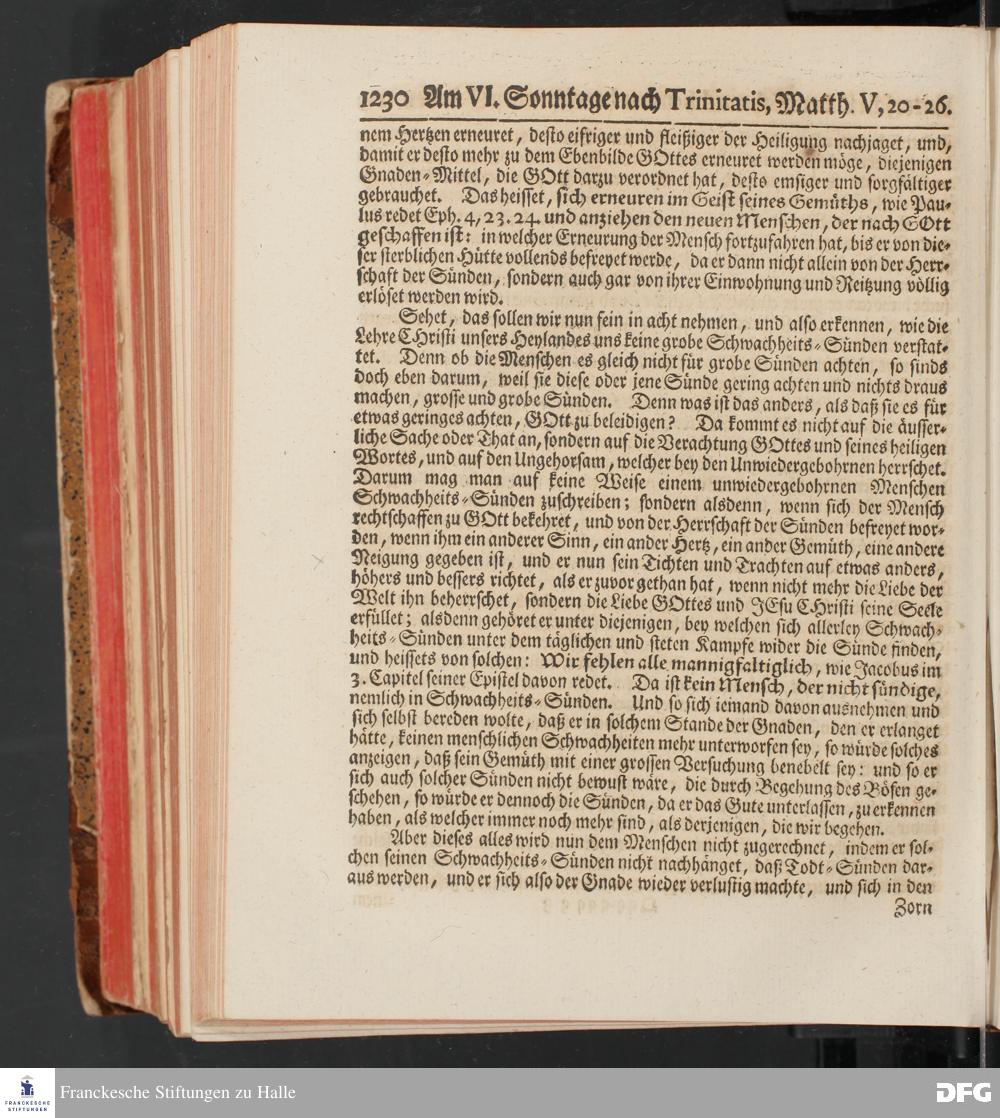 1230 Am VI. Sonntage nach Trinitatis, Matth. V, 20-26.
nem Hertzen erneuret, desto eifriger und fleißiger der Heiligung nachjaget, und,
damit er desto mehr zu dem Ebenbilde GOttes erneuret werden möge, diejenigen
Gnaden-Mittel, die GOtt darzu verordnet hat, desto emsiger und sorgfältiger
gebrauchet. Das heisset, sich erneuren im Geist seines Gemüths, wie Pau-
lus redet Eph. 4, 23. 24. und anziehen den neuen Menschen, der nach GOtt
geschaffen ist: in welcher Erneurung der Mensch fortzufahren hat, bis er von die-
ser sterblichen Hütte vollends befreyet werde, da er dann nicht allein von der Herr-
schaft der Sünden, sondern auch gar von ihrer Einwohnung und Reitzung völlig
erlöset werden wird.
Sehet, das sollen wir nun fein in acht nehmen, und also erkennen, wie die
Lehre CHristi unsers Heylandes uns keine grobe Schwachheits-Sünden verstat-
tet. Denn ob die Menschen es gleich nicht für grobe Sünden achten, so sinds
doch eben darum, weil sie diese oder jene Sünde gering achten und nichts draus
machen, grosse und grobe Sünden. Denn was ist das anders, als daß sie es für
etwas geringes achten, GOtt zu beleidigen? Da kommt es nicht auf die äusser-
liche Sache oder That an, sondern auf die Verachtung GOttes und seines heiligen
Wortes, und auf den Ungehorsam, welcher bey den Unwiedergebohrnen herrschet.
Darum mag man auf keine Weise einem unwiedergebohrnen Menschen
Schwachheits-Sünden zuschreiben; sondern alsdenn, wenn sich der Mensch
rechtschaffen zu GOtt bekehret, und von der Herrschaft der Sünden befreyet wor-
den, wenn ihm ein anderer Sinn, ein ander Hertz, ein ander Gemüth, eine andere
Neigung gegeben ist, und er nun sein Tichten und Trachten auf etwas anders,
höhers und bessers richtet, als er zuvor gethan hat, wenn nicht mehr die Liebe der
Welt ihn beherrschet, sondern die Liebe GOttes und JEsu CHristi seine Seele
erfüllet; alsdenn gehöret er unter diejenigen, bey welchen sich allerley Schwach-
heits-Sünden unter dem täglichen und steten Kampfe wider die Sünde finden,
und heissets von solchen: Wir fehlen alle mannigfaltiglich, wie Jacobus im
3. Capitel seiner Epistel davon redet. Da ist kein Mensch, der nicht sündige,
nemlich in Schwachheits-Sünden. Und so sich iemand davon ausnehmen und
sich selbst bereden wolte, daß er in solchem Stande der Gnaden, den er erlanget
hätte, keinen menschlichen Schwachheiten mehr unterworfen sey, so würde solches
anzeigen, daß sein Gemüth mit einer grossen Versuchung benebelt sey: und so er
sich auch solcher Sünden nicht bewust wäre, die durch Begehung des Bösen ge-
schehen, so würde er dennoch die Sünden, da er das Gute unterlassen, zu erkennen
haben, als welcher immer noch mehr sind, als derjenigen, die wir begehen.
Aber dieses alles wird nun dem Menschen nicht zugerechnet, indem er sol-
chen seinen Schwachheits-Sünden nicht nachhänget, daß Todt-Sünden dar-
aus werden, und er sich also der Gnade wieder verlustig machte, und sich in den
Zorn
FRANCKESCHE
STIFTUNGEN
Franckesche Stiftungen zu Halle
DFG